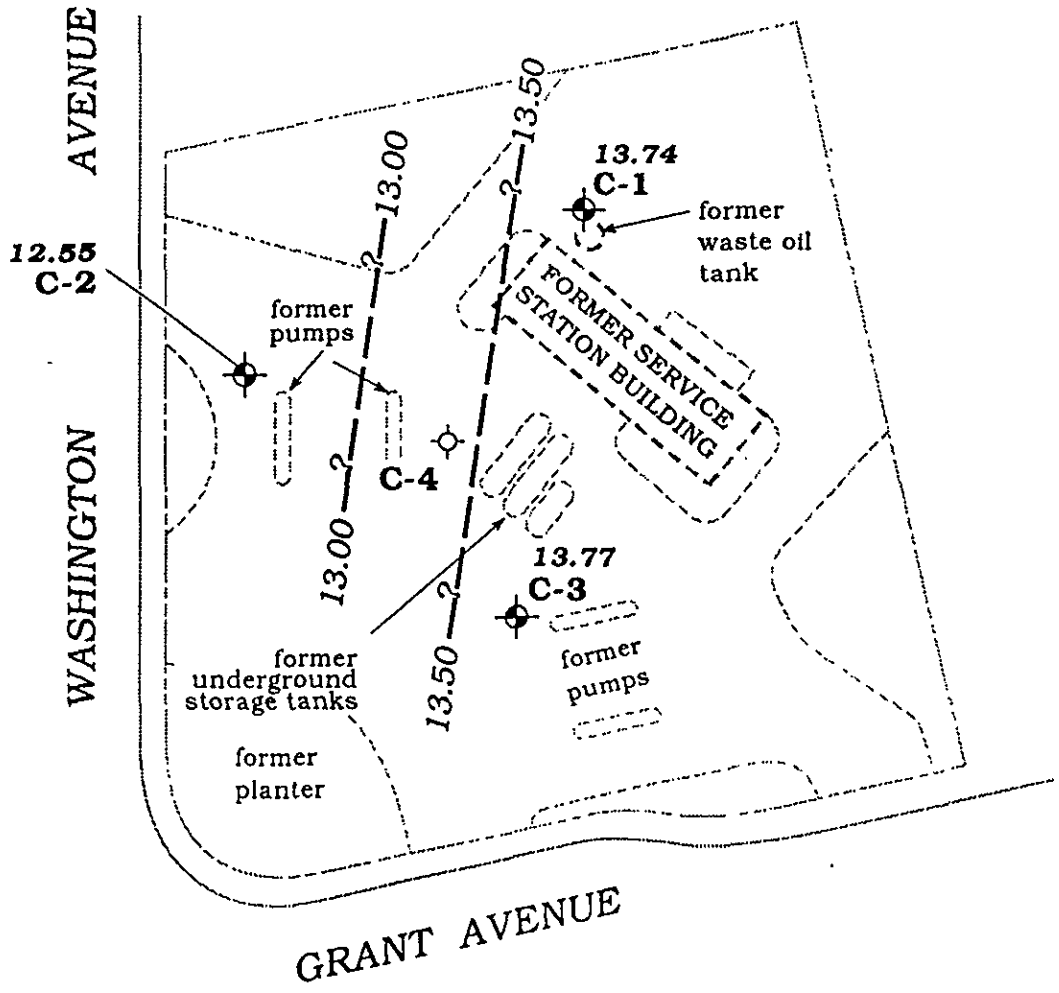 WASHINGTON AVENUE
13.00
13.50
13.74
C-1
former
waste oil
tank
12.55
C-2
former
pumps
?
?
FORMER SERVICE
STATION BUILDING
?
C-4
13.00
13.77
C-3
?
13.50
former
underground
storage tanks
former
pumps
former
planter
GRANT AVENUE